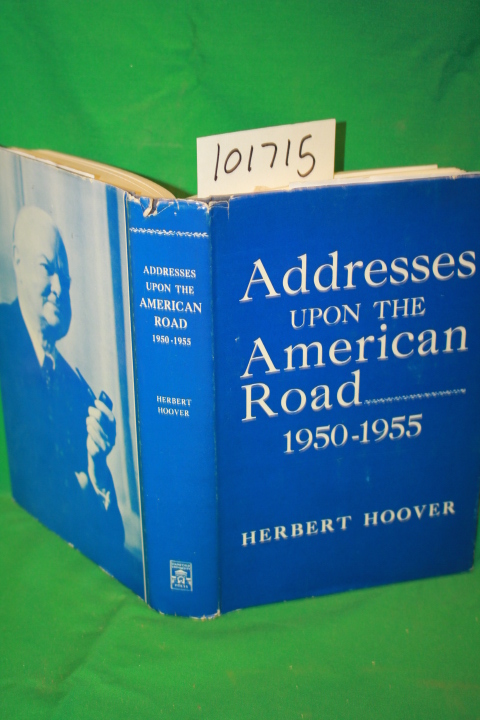 101715
ADDRESSES
UPON THE
AMERICAN
ROAD
1950-1955
HERBERT
HOOVER
Addresses
UPON THE
American
Road
1950-1955
HERBERT HOOVER